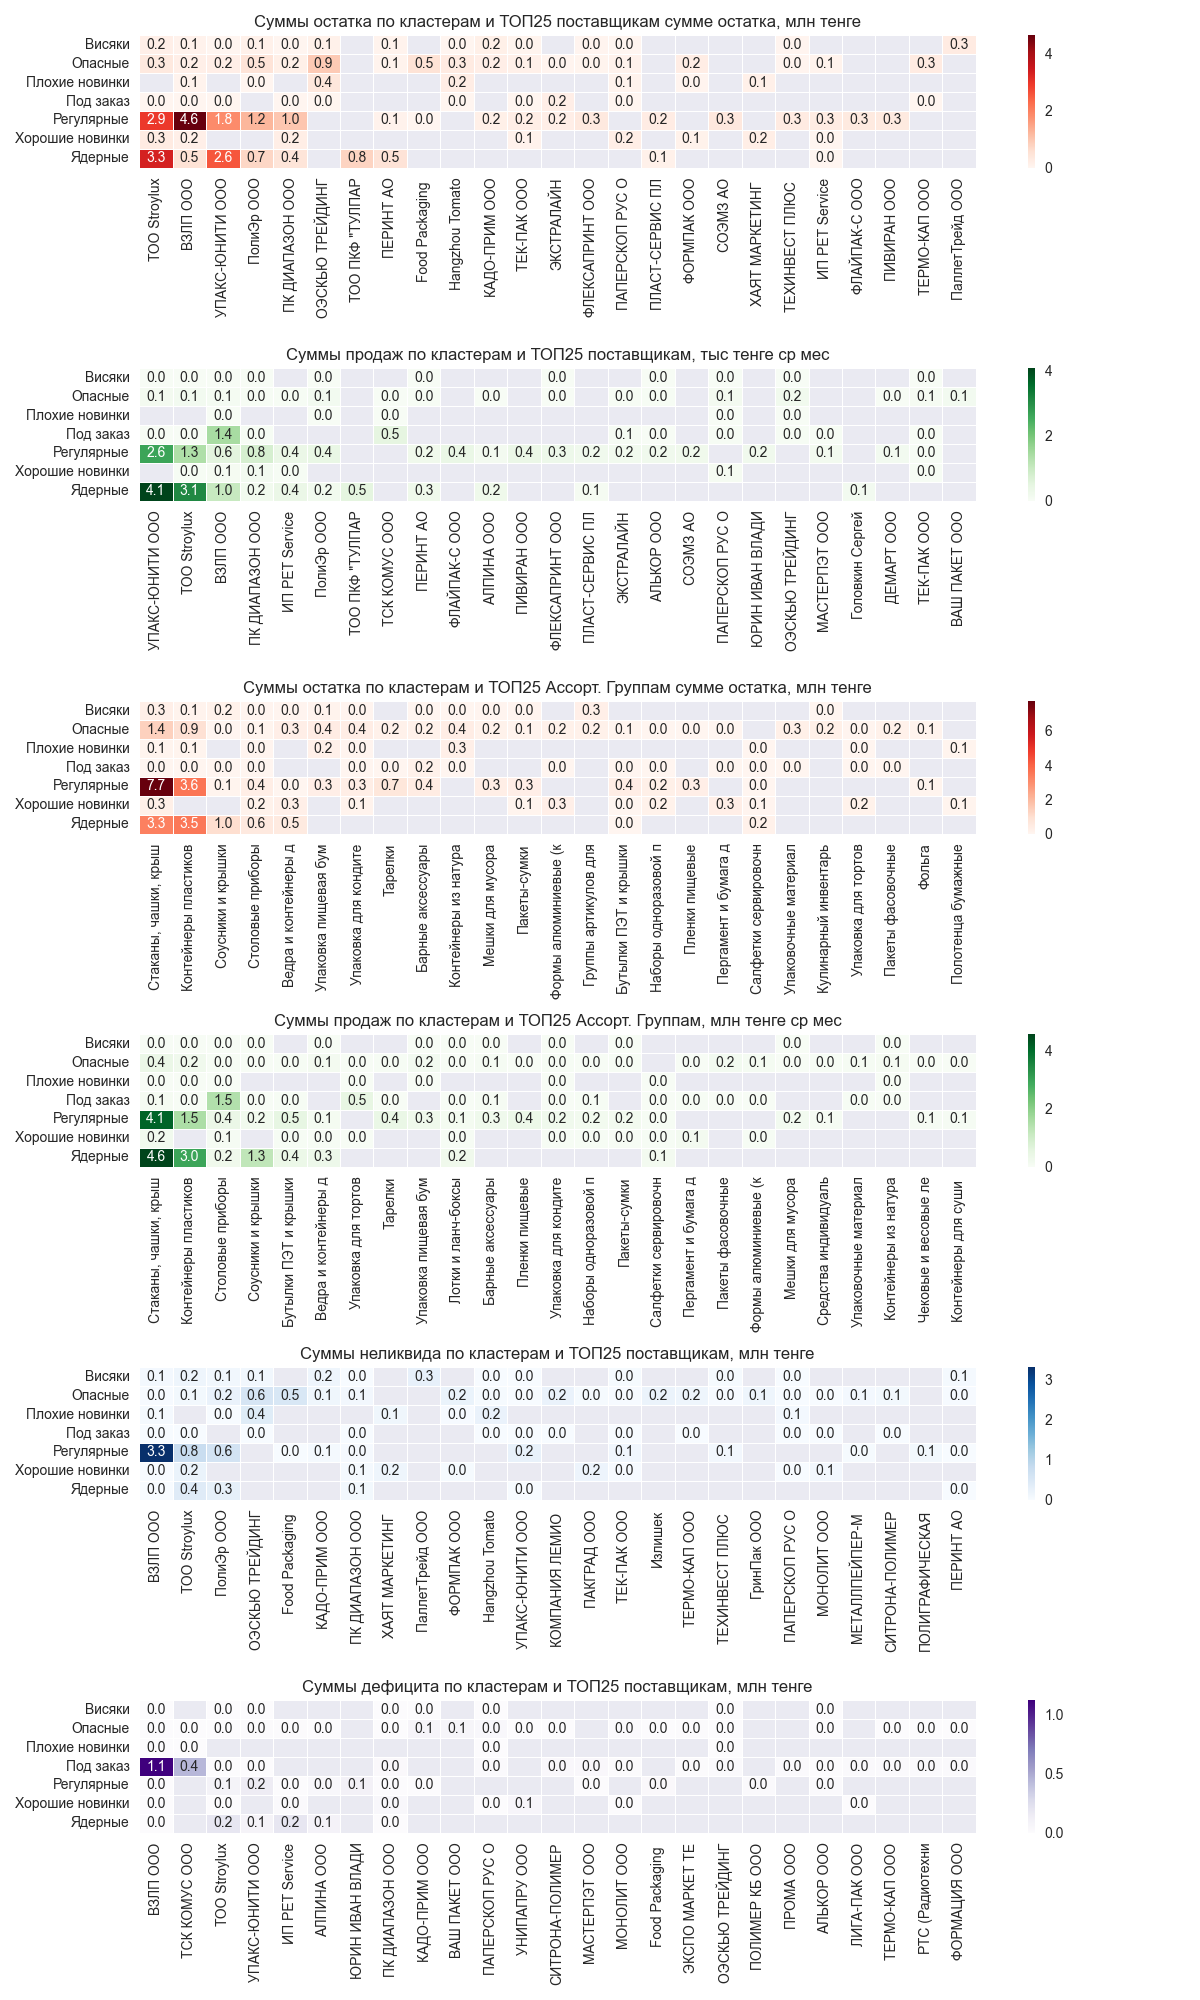 Суммы остатка по кластерам и ТОП25 поставщикам сумме остатка, млн тенге
Висяки 0.2 0.1 0.0 0.1 0.0 0.1 0.1 0.0 0.2 0.0 0.0 0.0 0.0 0.3
Опасные 0.3 0.2 0.2 0.5 0.2 0.9 0.1 0.5 0.3 0.2 0.1 0.0 0.0 0.1 0.2 0.0 0.1 0.3
Плохие новинки 0.1 0.0 0.4 0.2 0.1 0.0 0.1
Под заказ 0.0 0.0 0.0 0.0 0.0 0.0 0.0 0.2 0.0 0.0
Регулярные 2.9 4.6 1.8 1.2 1.0 0.1 0.0 0.2 0.2 0.2 0.3 0.2 0.3 0.3 0.3 0.3 0.3
Хорошие новинки 0.3 0.2 0.2 0.1 0.2 0.1 0.2 0.0
Ядерные 3.3 0.5 2.6 0.7 0.4 0.8 0.5 0.1 0.0
4
2
0
ТОО Stroylux
ВЗЛП ООО
УПАКС-ЮНИТИ ООО
ПолиЭр ООО
ПК ДИАПАЗОН ООО
ОЭСКЬЮ ТРЕЙДИНГ
ТОО ПКФ "ТУЛПАР
ПЕРИНТ АО
Food Packaging
Hangzhou Tomato
КАДО-ПРИМ ООО
ТЕК-ПАК ООО
ЭКСТРАЛАЙН
ФЛЕКСАПРИНТ ООО
ПАПЕРСКОП РУС О
ПЛАСТ-СЕРВИС ПЛ
ФОРМПАК ООО
СОЭМЗ АО
ХАЯТ МАРКЕТИНГ
ТЕХИНВЕСТ ПЛЮС
ИП PET Service
ФЛАЙПАК-С ООО
ПИВИРАН ООО
ТЕРМО-КАП ООО
ПаллетТрейд ООО
Суммы продаж по кластерам и ТОП25 поставщикам, тыс тенге ср мес
Висяки 0.0 0.0 0.0 0.0 0.0 0.0 0.0 0.0 0.0 0.0 0.0
Опасные 0.1 0.1 0.1 0.0 0.0 0.1 0.0 0.0 0.0 0.0 0.0 0.0 0.1 0.2 0.0 0.1 0.1
Плохие новинки 0.0 0.0 0.0 0.0 0.0
Под заказ 0.0 0.0 1.4 0.0 0.5 0.1 0.0 0.0 0.0 0.0 0.0
Регулярные 2.6 1.3 0.6 0.8 0.4 0.4 0.2 0.4 0.1 0.4 0.3 0.2 0.2 0.2 0.2 0.2 0.1 0.1 0.0
Хорошие новинки 0.0 0.1 0.1 0.0 0.1 0.0
Ядерные 4.1 3.1 1.0 0.2 0.4 0.2 0.5 0.3 0.2 0.1 0.1
4
2
0
УПАКС-ЮНИТИ ООО
ТОО Stroylux
ВЗЛП ООО
ПК ДИАПАЗОН ООО
ИП PET Service
ПолиЭр ООО
ТОО ПКФ "ТУЛПАР
ТСК КОМУС ООО
ПЕРИНТ АО
ФЛАЙПАК-С ООО
АЛПИНА ООО
ПИВИРАН ООО
ФЛЕКСАПРИНТ ООО
ПЛАСТ-СЕРВИС ПЛ
ЭКСТРАЛАЙН
АЛЬКОР ООО
СОЭМЗ АО
ПАПЕРСКОП РУС О
ЮРИН ИВАН ВЛАДИ
ОЭСКЬЮ ТРЕЙДИНГ
МАСТЕРПЭТ ООО
Головкин Сергей
ДЕМАРТ ООО
ТЕК-ПАК ООО
ВАШ ПАКЕТ ООО
Суммы остатка по кластерам и ТОП25 Ассорт. Группам сумме остатка, млн тенге
Висяки 0.3 0.1 0.2 0.0 0.0 0.1 0.0 0.0 0.0 0.0 0.0 0.3 0.0
Опасные 1.4 0.9 0.0 0.1 0.3 0.4 0.4 0.2 0.2 0.4 0.2 0.1 0.2 0.2 0.1 0.0 0.0 0.0 0.3 0.2 0.0 0.2 0.1
Плохие новинки 0.1 0.1 0.0 0.2 0.0 0.3 0.0 0.0 0.1
Под заказ 0.0 0.0 0.0 0.0 0.0 0.0 0.2 0.0 0.0 0.0 0.0 0.0 0.0 0.0 0.0 0.0
Регулярные 7.7 3.6 0.1 0.4 0.0 0.3 0.3 0.7 0.4 0.3 0.3 0.4 0.2 0.3 0.0 0.1
Хорошие новинки 0.3 0.2 0.3 0.1 0.1 0.3 0.0 0.2 0.3 0.1 0.2 0.1
Ядерные 3.3 3.5 1.0 0.6 0.5 0.0 0.2
6
4
2
0
Стаканы, чашки, крыш
Контейнеры пластиков
Соусники и крышки
Столовые приборы
Ведра и контейнеры д
Упаковка пищевая бум
Упаковка для кондите
Тарелки
Барные аксессуары
Контейнеры из натура
Мешки для мусора
Пакеты-сумки
Формы алюминиевые (к
Группы артикулов для
Бутылки ПЭТ и крышки
Наборы одноразовой п
Пленки пищевые
Пергамент и бумага д
Салфетки сервировочн
Упаковочные материал
Кулинарный инвентарь
Упаковка для тортов
Пакеты фасовочные
Фольга
Полотенца бумажные
Суммы продаж по кластерам и ТОП25 Ассорт. Группам, млн тенге ср мес
Висяки 0.0 0.0 0.0 0.0 0.0 0.0 0.0 0.0 0.0 0.0 0.0 0.0
Опасные 0.4 0.2 0.0 0.0 0.0 0.1 0.0 0.0 0.2 0.0 0.1 0.0 0.0 0.0 0.0 0.0 0.2 0.1 0.0 0.0 0.1 0.1 0.0 0.0
Плохие новинки 0.0 0.0 0.0 0.0 0.0 0.0 0.0 0.0
Под заказ 0.1 0.0 1.5 0.0 0.0 0.5 0.0 0.0 0.1 0.0 0.1 0.0 0.0 0.0 0.0 0.0 0.0
Регулярные 4.1 1.5 0.4 0.2 0.5 0.1 0.4 0.3 0.1 0.3 0.4 0.2 0.2 0.2 0.0 0.2 0.1 0.1 0.1
Хорошие новинки 0.2 0.1 0.0 0.0 0.0 0.0 0.0 0.0 0.0 0.0 0.1 0.0
Ядерные 4.6 3.0 0.2 1.3 0.4 0.3 0.2 0.1
4
2
0
Стаканы, чашки, крыш
Контейнеры пластиков
Столовые приборы
Соусники и крышки
Бутылки ПЭТ и крышки
Ведра и контейнеры д
Упаковка для тортов
Тарелки
Упаковка пищевая бум
Лотки и ланч-боксы
Барные аксессуары
Пленки пищевые
Упаковка для кондите
Наборы одноразовой п
Пакеты-сумки
Салфетки сервировочн
Пергамент и бумага д
Пакеты фасовочные
Формы алюминиевые (к
Мешки для мусора
Средства индивидуаль
Упаковочные материал
Контейнеры из натура
Чековые и весовые ле
Контейнеры для суши
Суммы неликвида по кластерам и ТОП25 поставщикам, млн тенге
Висяки 0.1 0.2 0.1 0.1 0.2 0.0 0.3 0.0 0.0 0.0 0.0 0.0 0.1
Опасные 0.0 0.1 0.2 0.6 0.5 0.1 0.1 0.2 0.0 0.0 0.2 0.0 0.0 0.2 0.2 0.0 0.1 0.0 0.0 0.1 0.1 0.0
Плохие новинки 0.1 0.0 0.4 0.1 0.0 0.2 0.1
Под заказ 0.0 0.0 0.0 0.0 0.0 0.0 0.0 0.0 0.0 0.0 0.0 0.0
Регулярные 3.3 0.8 0.6 0.0 0.1 0.0 0.2 0.1 0.1 0.0 0.1 0.0
Хорошие новинки 0.0 0.2 0.1 0.2 0.0 0.2 0.0 0.0 0.1
Ядерные 0.0 0.4 0.3 0.1 0.0 0.0
3
2
1
0
ВЗЛП ООО
ТОО Stroylux
ПолиЭр ООО
ОЭСКЬЮ ТРЕЙДИНГ
Food Packaging
КАДО-ПРИМ ООО
ПК ДИАПАЗОН ООО
ХАЯТ МАРКЕТИНГ
ПаллетТрейд ООО
ФОРМПАК ООО
Hangzhou Tomato
УПАКС-ЮНИТИ ООО
КОМПАНИЯ ЛЕМИО
ПАКГРАД ООО
ТЕК-ПАК ООО
Излишек
ТЕРМО-КАП ООО
ТЕХИНВЕСТ ПЛЮС
ГринПак ООО
ПАПЕРСКОП РУС О
МОНОЛИТ ООО
МЕТАЛЛПЕЙПЕР-М
СИТРОНА-ПОЛИМЕР
ПОЛИГРАФИЧЕСКАЯ
ПЕРИНТ АО
Суммы дефицита по кластерам и ТОП25 поставщикам, млн тенге
Висяки 0.0 0.0 0.0 0.0 0.0 0.0 0.0 0.0
Опасные 0.0 0.0 0.0 0.0 0.0 0.0 0.0 0.1 0.1 0.0 0.0 0.0 0.0 0.0 0.0 0.0 0.0 0.0 0.0 0.0
Плохие новинки 0.0 0.0 0.0 0.0
Под заказ 1.1 0.4 0.0 0.0 0.0 0.0 0.0 0.0 0.0 0.0 0.0 0.0 0.0 0.0 0.0 0.0 0.0
Регулярные 0.0 0.1 0.2 0.0 0.0 0.1 0.0 0.0 0.0 0.0 0.0 0.0
Хорошие новинки 0.0 0.0 0.0 0.0 0.0 0.1 0.0 0.0
Ядерные 0.0 0.2 0.1 0.2 0.1 0.0
1.0
0.5
0.0
ВЗЛП ООО
ТСК КОМУС ООО
ТОО Stroylux
УПАКС-ЮНИТИ ООО
ИП PET Service
АЛПИНА ООО
ЮРИН ИВАН ВЛАДИ
ПК ДИАПАЗОН ООО
КАДО-ПРИМ ООО
ВАШ ПАКЕТ ООО
ПАПЕРСКОП РУС О
УНИПАПРУ ООО
СИТРОНА-ПОЛИМЕР
МАСТЕРПЭТ ООО
МОНОЛИТ ООО
Food Packaging
ЭКСПО МАРКЕТ ТЕ
ОЭСКЬЮ ТРЕЙДИНГ
ПОЛИМЕР КБ ООО
ПРОМА ООО
АЛЬКОР ООО
ЛИГА-ПАК ООО
ТЕРМО-КАП ООО
РТС (Радиотехни
ФОРМАЦИЯ ООО